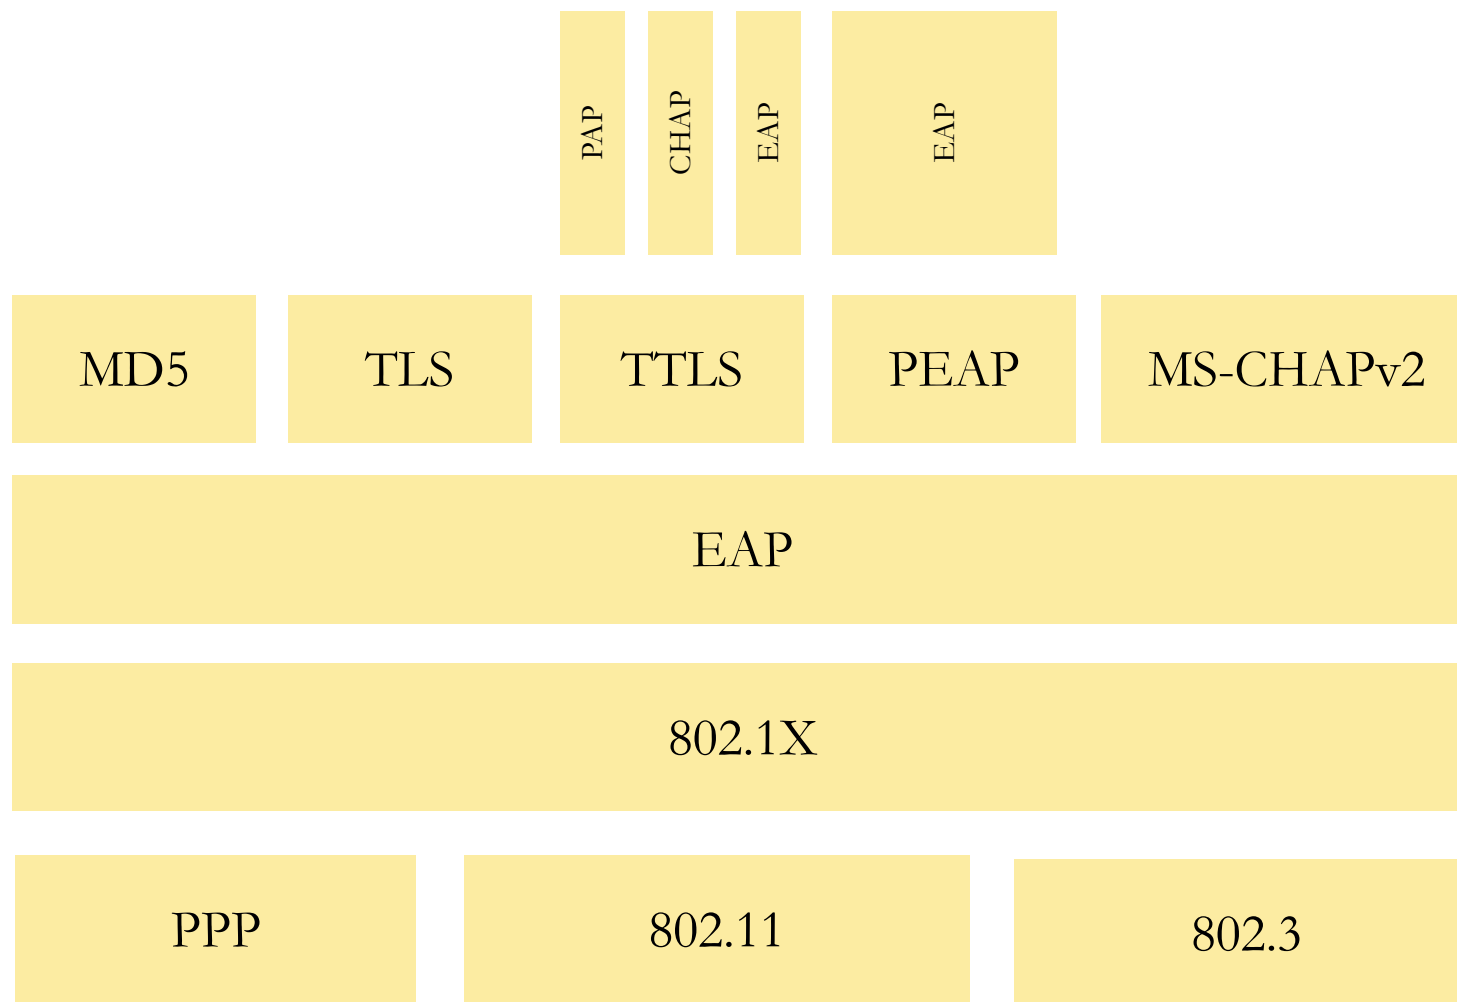 PAP
CHAP
EAP
EAP
MD5
TLS
TTLS
PEAP
MS-CHAPv2
EAP
802.1X
PPP
802.11
802.3